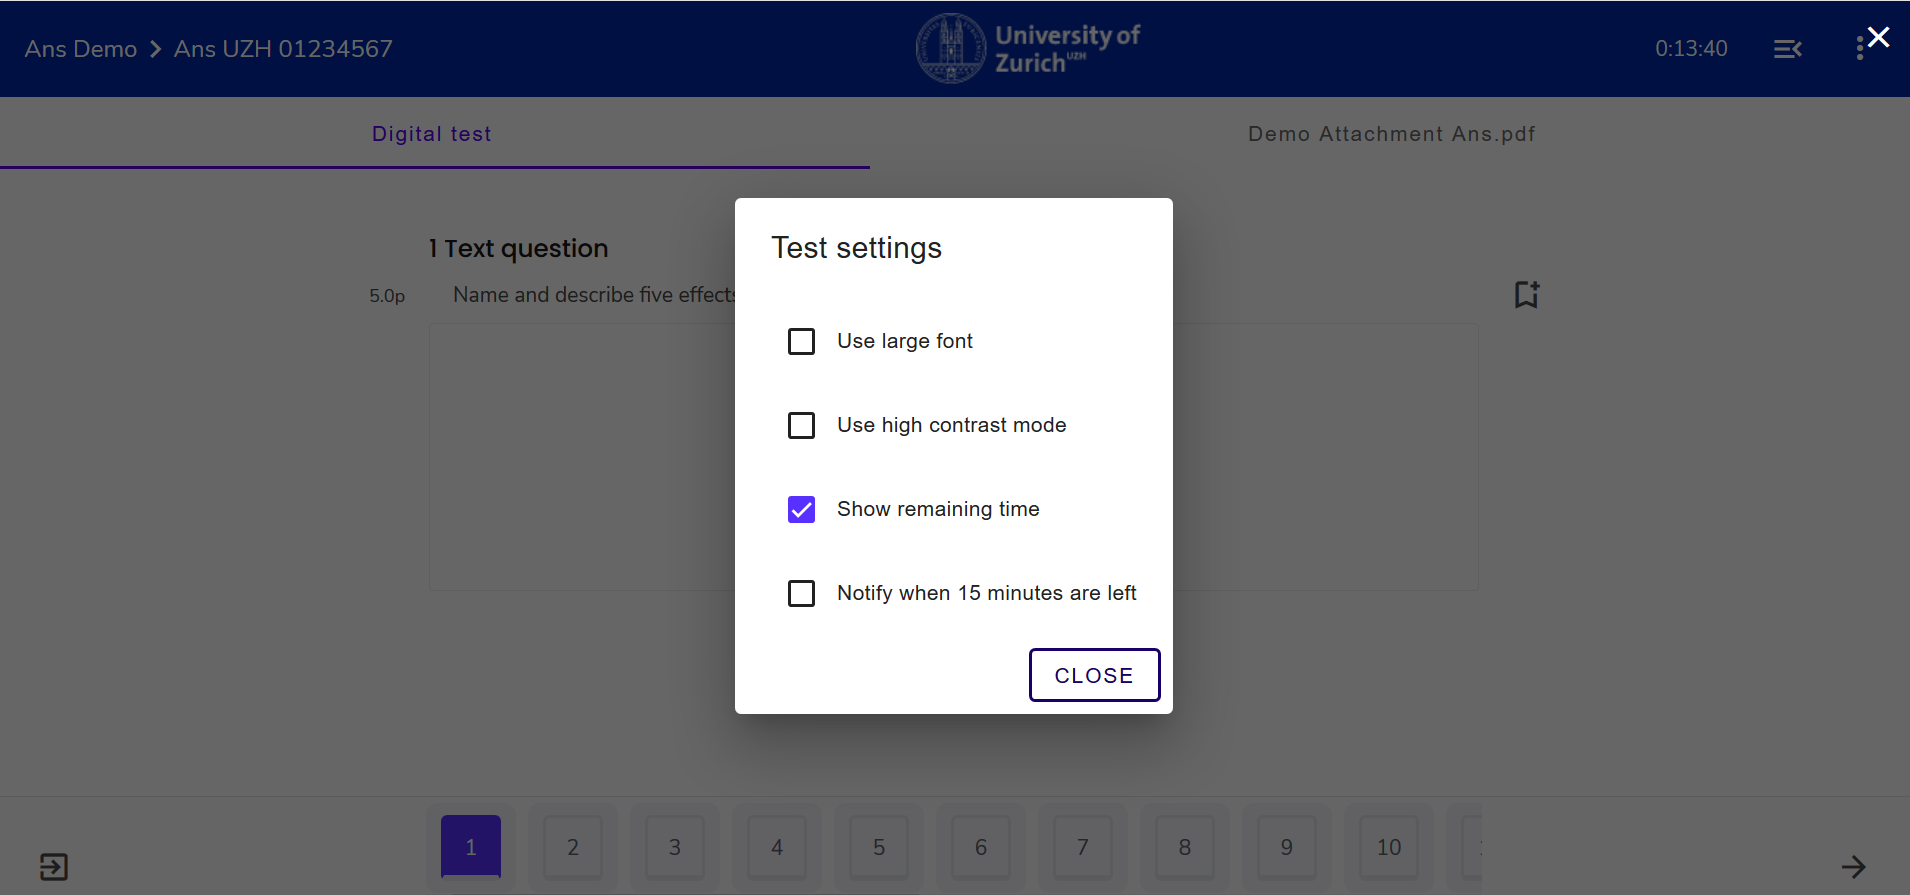 Ans Demo > Ans UZH 01234567
University of
Zurich UZH
0:13:40
Digital test
Demo Attachment Ans.pdf
1 Text question
5.0p
Name and describe five effects
Test settings
Use large font
Use high contrast mode
Show remaining time
Notify when 15 minutes are left
CLOSE
1 2 3 4 5 6 7 8 9 10